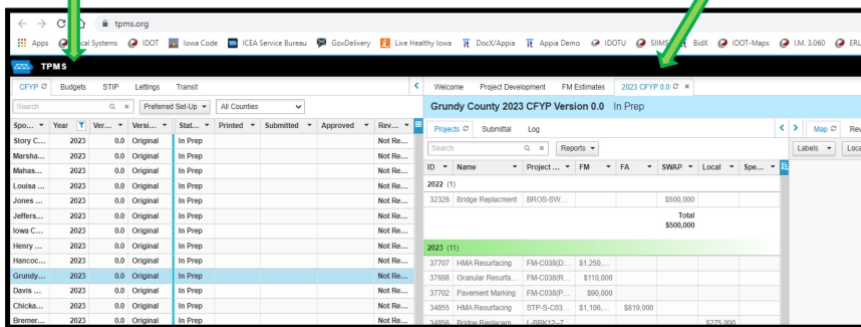 tpms.org
Apps cal Systems IDOT Iowa Code ICEA Service Bureau GovDelivery Live Healthy Iowa DocX/Appia Appia Demo IDOTU SIIMS BidX IDOT-Maps I.M. 3.060 ERL
TPMS
CFYP Budgets STIP Lettings Transit
Search Preferred Set-Up All Counties
Spo... Year Ver... Versi... Stat... Printed Submitted Approved Rev...
Story C... 2023 0.0 Original In Prep Not Re...
Marsha... 2023 0.0 Original In Prep Not Re...
Mahas... 2023 0.0 Original In Prep Not Re...
Louisa ... 2023 0.0 Original In Prep Not Re...
Jones ... 2023 0.0 Original In Prep Not Re...
Jeffers... 2023 0.0 Original In Prep Not Re...
Iowa C... 2023 0.0 Original In Prep Not Re...
Henry ... 2023 0.0 Original In Prep Not Re...
Hancoc... 2023 0.0 Original In Prep Not Re...
Grundy... 2023 0.0 Original In Prep Not Re...
Davis ... 2023 0.0 Original In Prep Not Re...
Chicka... 2023 0.0 Original In Prep Not Re...
Bremer... 2023 0.0 Original In Prep Not Re...
Welcome Project Development FM Estimates 2023 CFYP 0.0
Grundy County 2023 CFYP Version 0.0 In Prep
Projects Submittal Log
Map Rev
Search Reports
Labels Loca
ID Name Project ... FM FA SWAP Local Spe...
2022 (1)
32326 Bridge Replacment BROS-SW... $500,000
Total
$500,000
2023 (11)
37707 HMA Resurfacing FM-C038(D... $1,250,...
37698 Granular Resurfa... FM-C038(R... $110,000
37702 Pavement Marking FM-C038(P... $90,000
34855 HMA Resurfacing STP-S-C03... $1,106,... $819,000
34856 Bridge Replacem... L-BRK12--7... $275,000